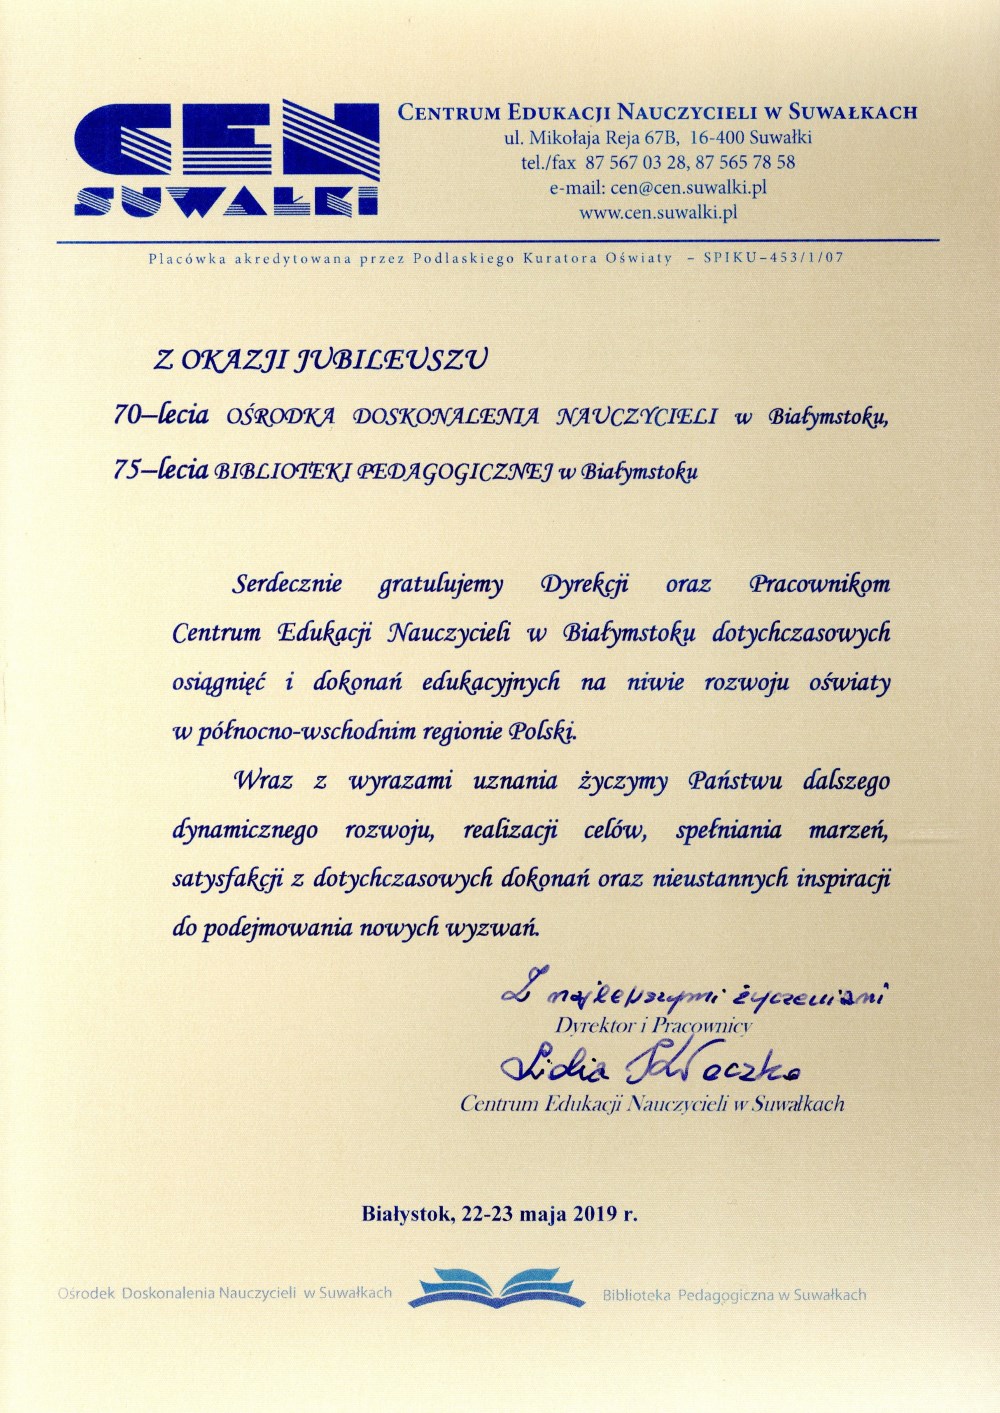 CEN
SUWAŁKI
CENTRUM EDUKACJI NAUCZYCIELI W SUWAŁKACH
ul. Mikołaja Reja 67B, 16-400 Suwałki
tel./fax 87 567 03 28, 87 565 78 58
e-mail: cen@cen.suwalki.pl
www.cen.suwalki.pl
Placówka akredytowana przez Podlaskiego Kuratora Oświaty – SPIKU–453/1/07
Z OKAZJI JUBILEUSZU
70–lecia OŚRODKA DOSKONALENIA NAUCZYCIELI w Białymstoku,
75–lecia BIBLIOTEKI PEDAGOGICZNEJ w Białymstoku
Serdecznie gratulujemy Dyrekcji oraz Pracownikom
Centrum Edukacji Nauczycieli w Białymstoku dotychczasowych
osiągnięć i dokonań edukacyjnych na niwie rozwoju oświaty
w północno-wschodnim regionie Polski.
Wraz z wyrazami uznania życzymy Państwu dalszego
dynamicznego rozwoju, realizacji celów, spełniania marzeń,
satysfakcji z dotychczasowych dokonań oraz nieustannych inspiracji
do podejmowania nowych wyzwań.
Z najlepszymi życzeniami
Dyrektor i Pracownicy
Lidia
Centrum Edukacji Nauczycieli w Suwałkach
Białystok, 22-23 maja 2019 r.
Ośrodek Doskonalenia Nauczycieli w Suwałkach
Biblioteka Pedagogiczna w Suwałkach